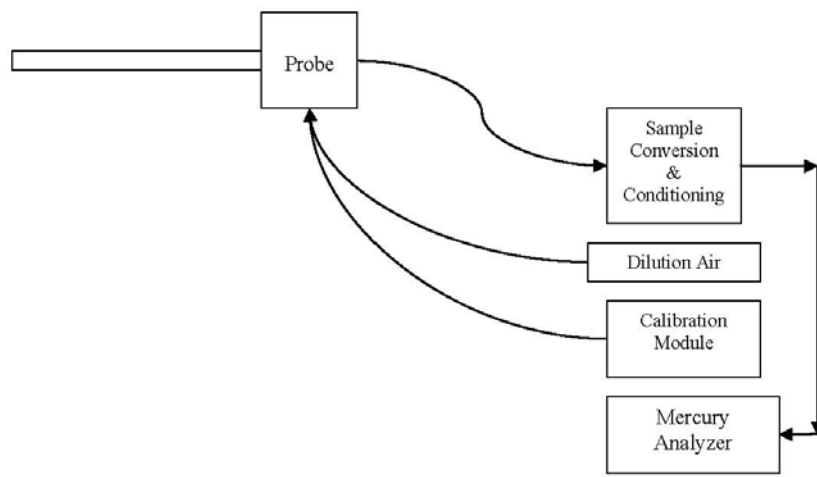 Probe
Sample
Conversion
&
Conditioning
Dilution Air
Calibration
Module
Mercury
Analyzer